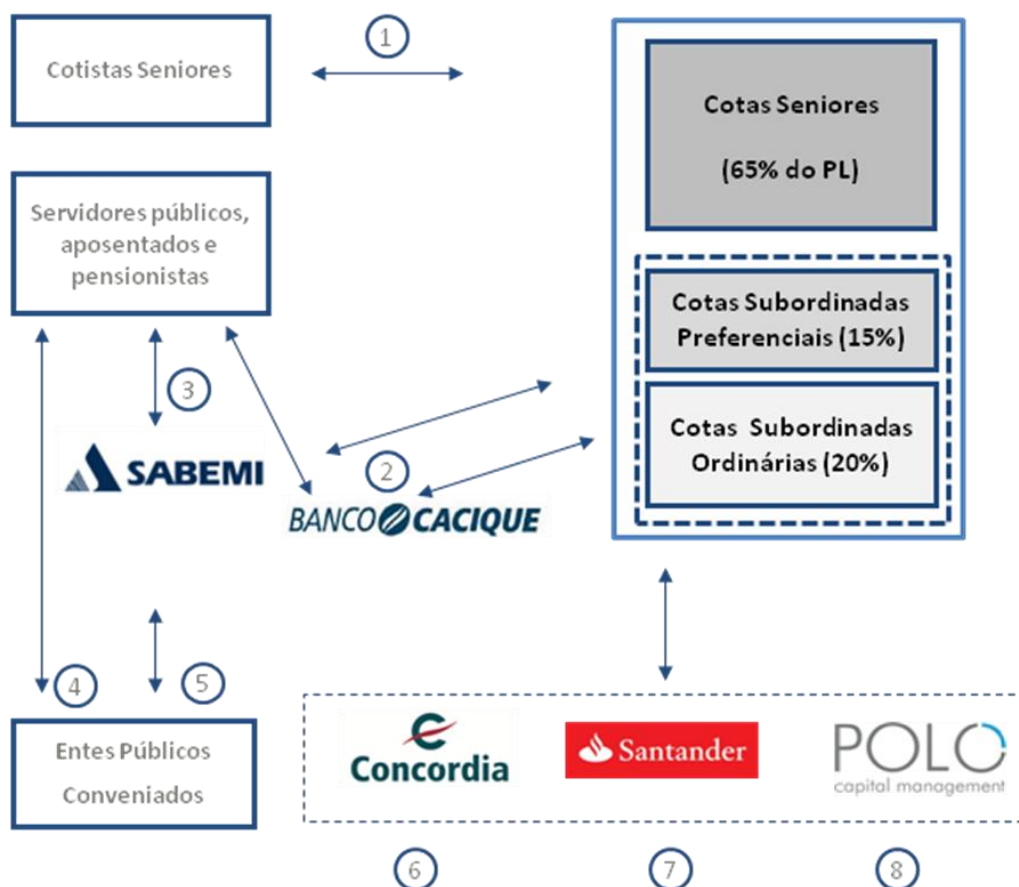 1
Cotistas Seniores
Cotas Seniores
(65% do PL)
Servidores públicos,
aposentados e
pensionistas
Cotas Subordinadas
Preferenciais (15%)
3
SABEMI
Cotas Subordinadas
Ordinárias (20%)
2
BANCO CACIQUE
4
5
Entes Públicos
Conveniados
Concordia
Santander
POLO
capital management
6
7
8